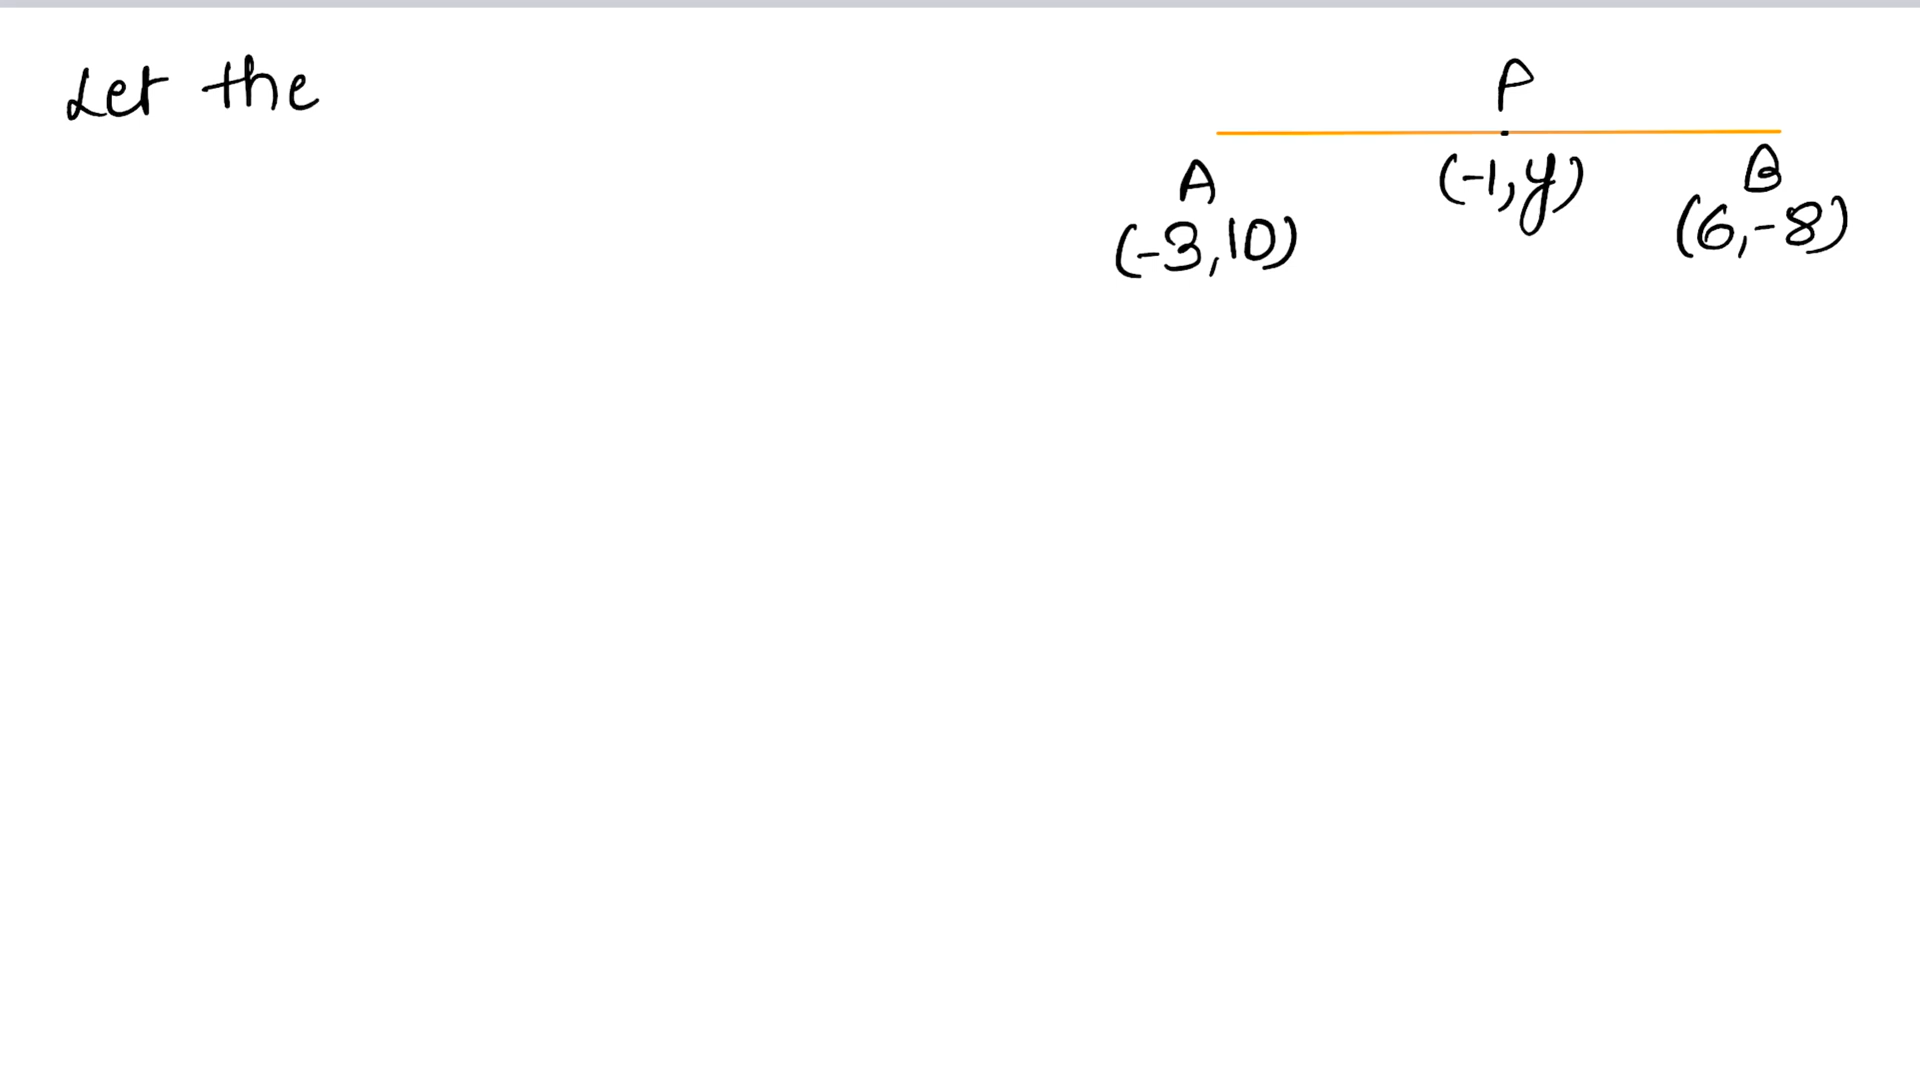 Let the
P
A
(-1,y)
B
(-3,10)
(6,-8)